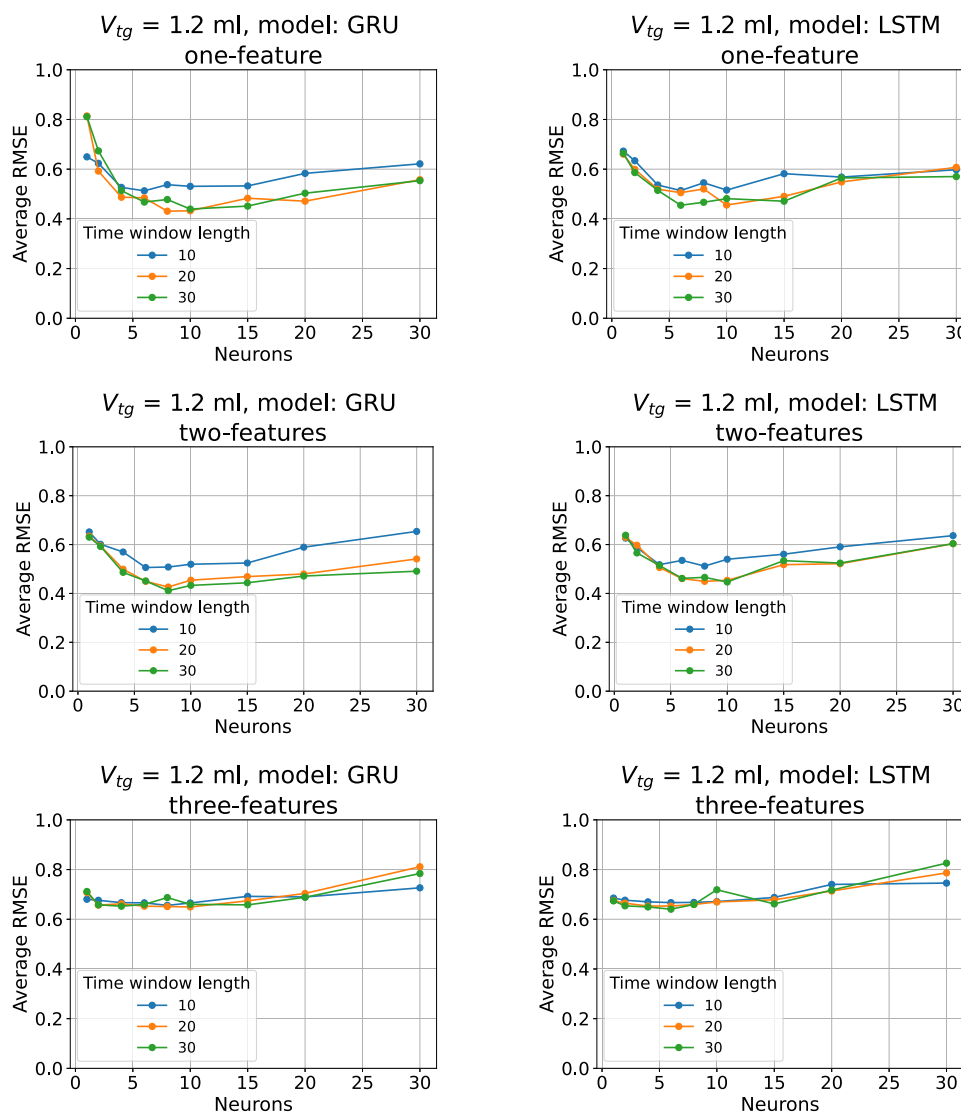 V_tg = 1.2 ml, model: GRU
one-feature
1.0
0.8
0.6
0.4
0.2
0.0
Average RMSE
Time window length
10
20
30
0 5 10 15 20 25 30
Neurons
V_tg = 1.2 ml, model: LSTM
one-feature
1.0
0.8
0.6
0.4
0.2
0.0
Average RMSE
Time window length
10
20
30
0 5 10 15 20 25 30
Neurons
V_tg = 1.2 ml, model: GRU
two-features
1.0
0.8
0.6
0.4
0.2
0.0
Average RMSE
Time window length
10
20
30
0 5 10 15 20 25 30
Neurons
V_tg = 1.2 ml, model: LSTM
two-features
1.0
0.8
0.6
0.4
0.2
0.0
Average RMSE
Time window length
10
20
30
0 5 10 15 20 25 30
Neurons
V_tg = 1.2 ml, model: GRU
three-features
1.0
0.8
0.6
0.4
0.2
0.0
Average RMSE
Time window length
10
20
30
0 5 10 15 20 25 30
Neurons
V_tg = 1.2 ml, model: LSTM
three-features
1.0
0.8
0.6
0.4
0.2
0.0
Average RMSE
Time window length
10
20
30
0 5 10 15 20 25 30
Neurons